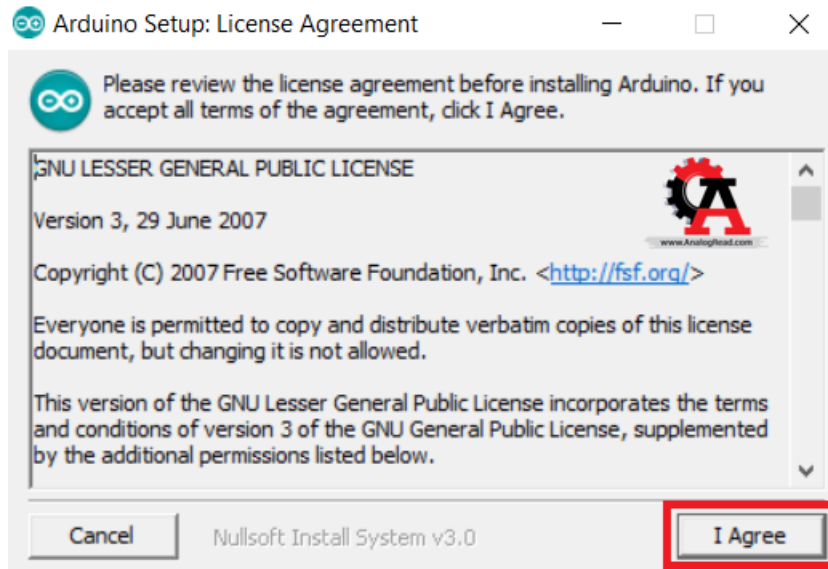 Arduino Setup: License Agreement
Please review the license agreement before installing Arduino. If you
accept all terms of the agreement, click I Agree.
GNU LESSER GENERAL PUBLIC LICENSE
Version 3, 29 June 2007
www.AnalogRead.com
Copyright (C) 2007 Free Software Foundation, Inc. <http://fsf.org/>
Everyone is permitted to copy and distribute verbatim copies of this license
document, but changing it is not allowed.
This version of the GNU Lesser General Public License incorporates the terms
and conditions of version 3 of the GNU General Public License, supplemented
by the additional permissions listed below.
Cancel
Nullsoft Install System v3.0
I Agree